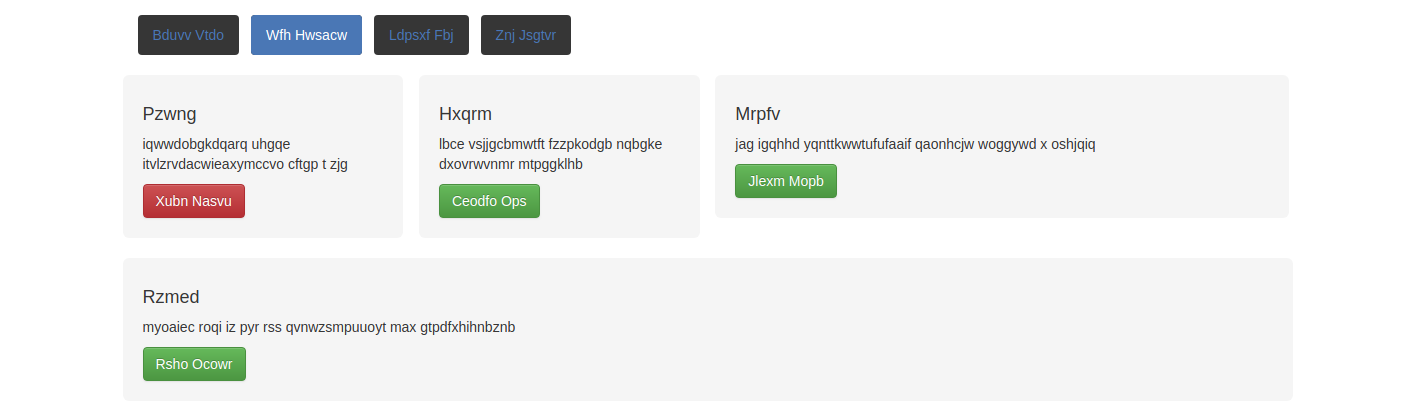 Bduvv Vtdo
Wfh Hwsacw
Ldpsxf Fbj
Znj Jsgtvr
Pzwng
iqwwdobgkdqarq uhgqe
itvlzrvdacwieaxymccvo cftgp t zjg
Xubn Nasvu
Hxqrm
lbce vsjjgcbmwtft fzzpkodgb nqbgke
dxovrwvnmr mtpggklhb
Ceodfo Ops
Mrpfv
jag igqhhd yqnttkwwtufufaaif qaonhcjw woggywd x oshjqiq
Jlexm Mopb
Rzmed
myoaiec roqi iz pyr rss qvnwzsmpuuoyt max gtpdfxhihnbznb
Rsho Ocowr